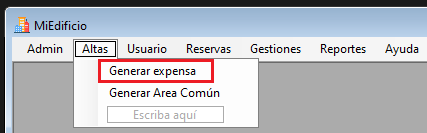 MiEdificio
Admin Altas Usuario Reservas Gestiones Reportes Ayuda
Generar expensa
Generar Area Común
Escriba aquí